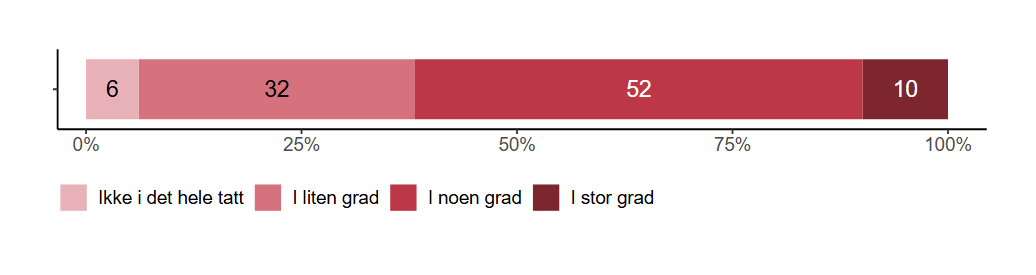 6 32 52 10
0% 25% 50% 75% 100%
Ikke i det hele tatt I liten grad I noen grad I stor grad